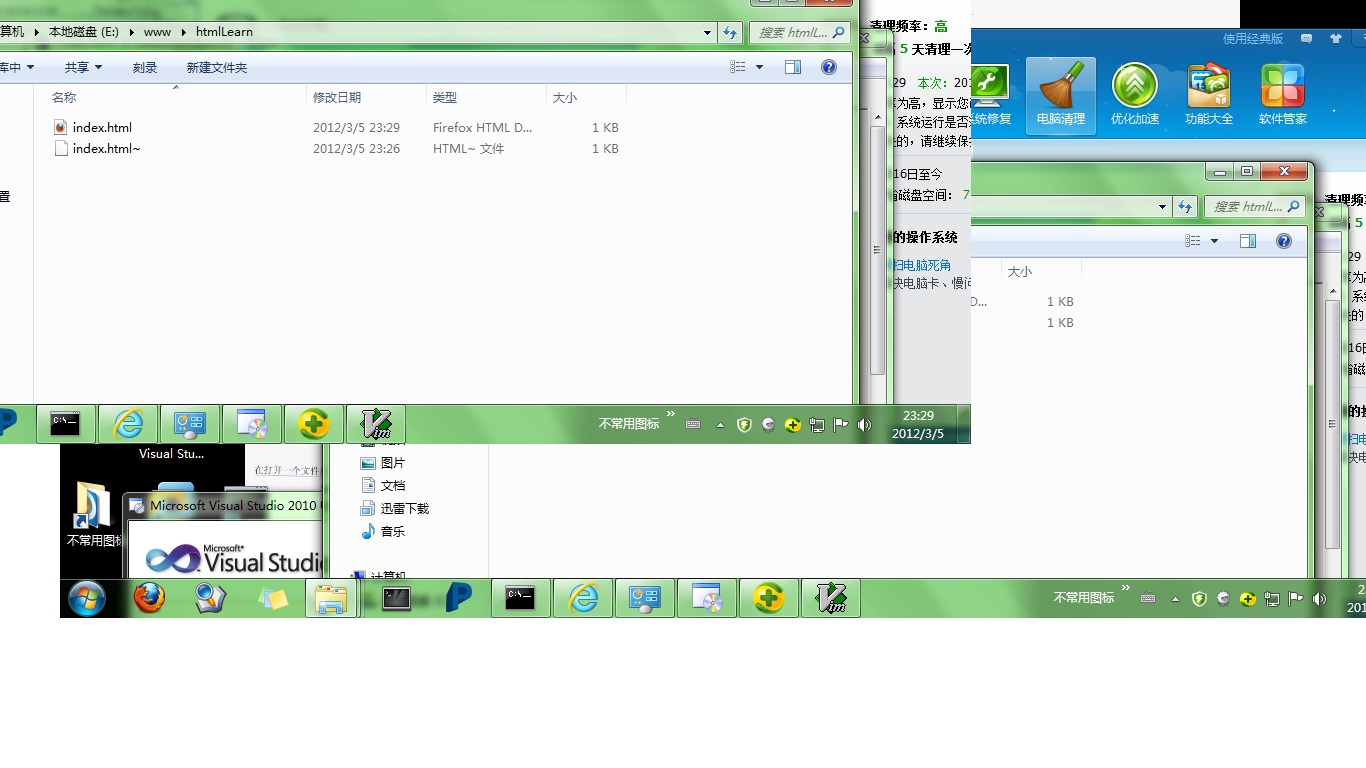 算机 本地磁盘 (E:) www htmlLearn
搜索 htmlL...
库中 共享 刻录 新建文件夹
名称 修改日期 类型 大小
index.html 2012/3/5 23:29 Firefox HTML D... 1 KB
index.html~ 2012/3/5 23:26 HTML~ 文件 1 KB
置
清理频率：高
5 天清理一次
29 本次：201
为高，显示您
系统运行是否
的，请继续保
16日至今
磁盘空间： 7
的操作系统
扫电脑死角
块电脑卡、慢问
使用经典版
系统修复 电脑清理 优化加速 功能大全 软件管家
搜索 htmlL...
大小
D... 1 KB
1 KB
清理频率
5
29
为高
系统
的
16日
的操
扫电
块电
不常用图标
23:29
2012/3/5
Visual Stu...
在打开一个文件
不常用图标
Microsoft Visual Studio 2010
Microsoft
Visual Studio
图片
文档
迅雷下载
音乐
计算机
C:\-
Vim
不常用图标
2
201